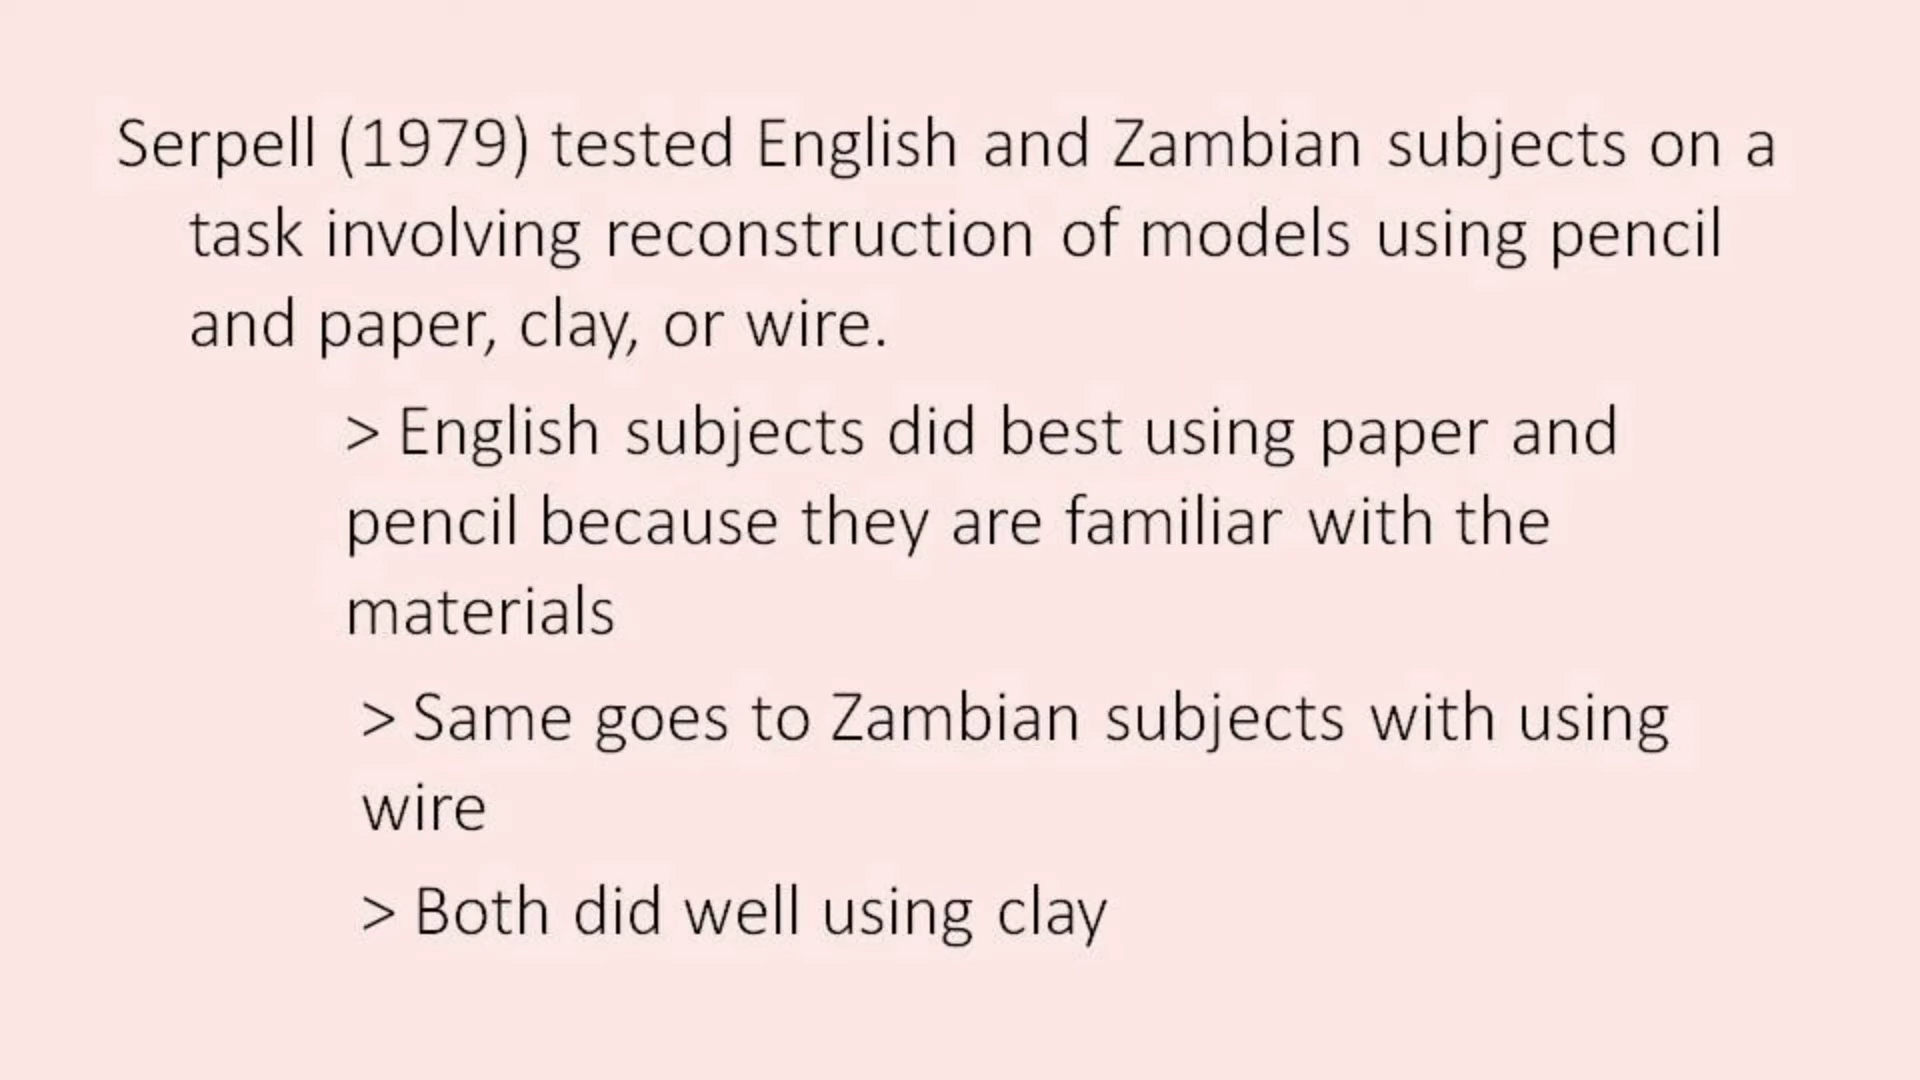 Serpell (1979) tested English and Zambian subjects on a
task involving reconstruction of models using pencil
and paper, clay, or wire.
> English subjects did best using paper and
pencil because they are familiar with the
materials
> Same goes to Zambian subjects with using
wire
> Both did well using clay